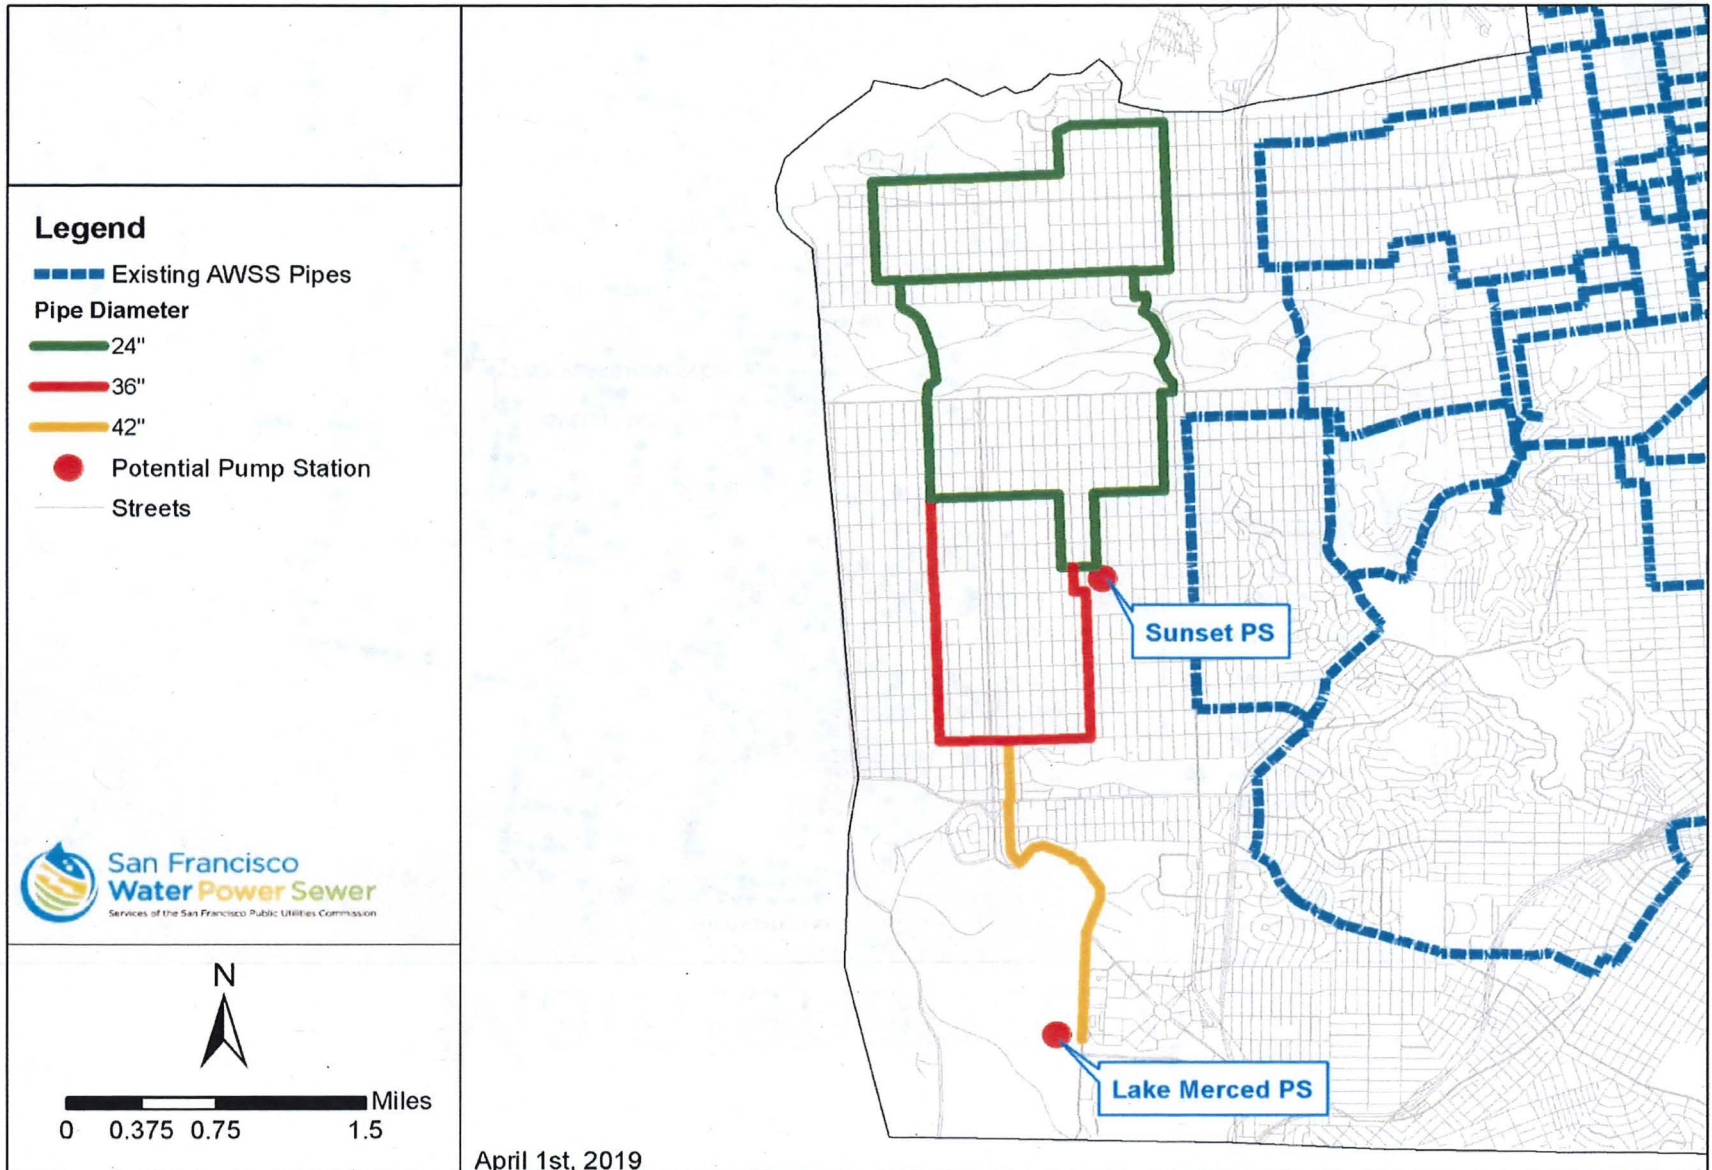 Legend
Existing AWSS Pipes
Pipe Diameter
24"
36"
42"
Potential Pump Station
Streets
San Francisco
Water Power Sewer
Services of the San Francisco Public Utilities Commission
N
Miles
0 0.375 0.75 1.5
Sunset PS
Lake Merced PS
April 1st, 2019